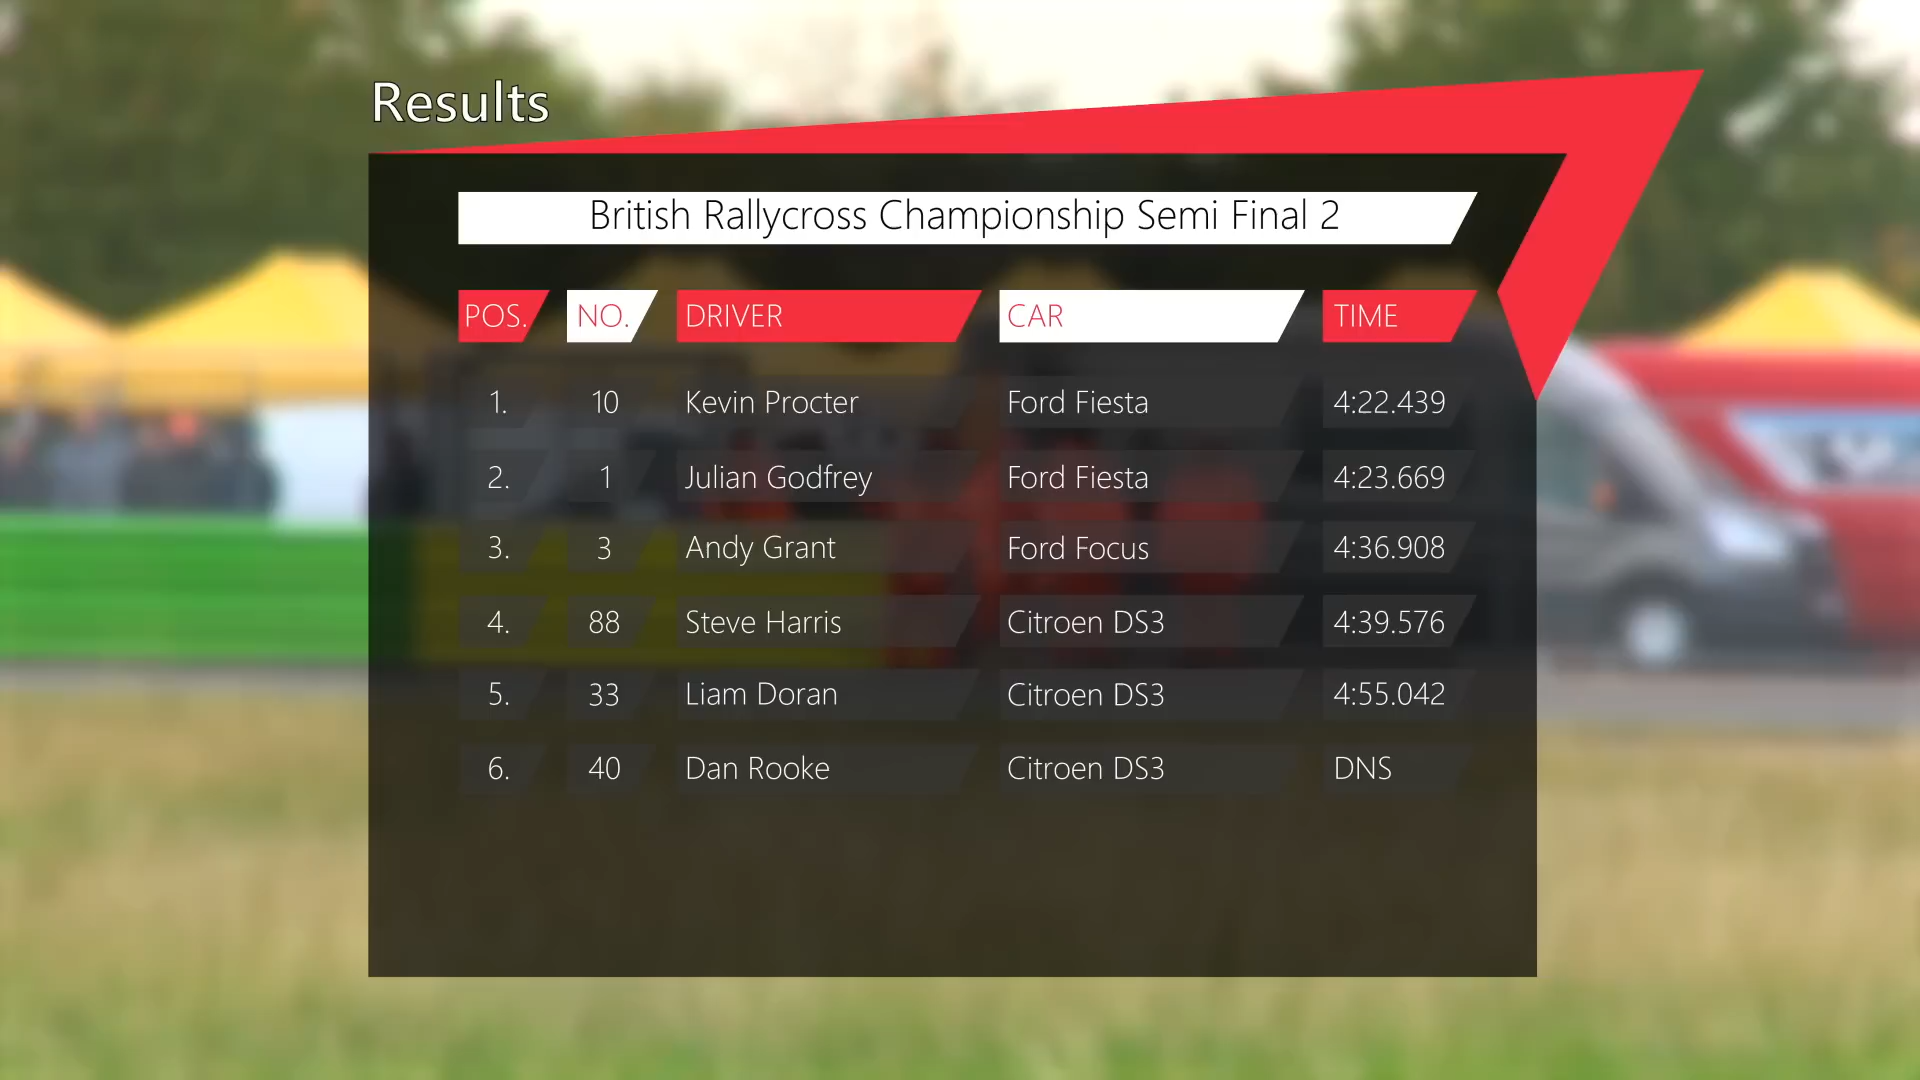 Results
British Rallycross Championship Semi Final 2
POS. NO. DRIVER CAR TIME
1. 10 Kevin Procter Ford Fiesta 4:22.439
2. 1 Julian Godfrey Ford Fiesta 4:23.669
3. 3 Andy Grant Ford Focus 4:36.908
4. 88 Steve Harris Citroen DS3 4:39.576
5. 33 Liam Doran Citroen DS3 4:55.042
6. 40 Dan Rooke Citroen DS3 DNS